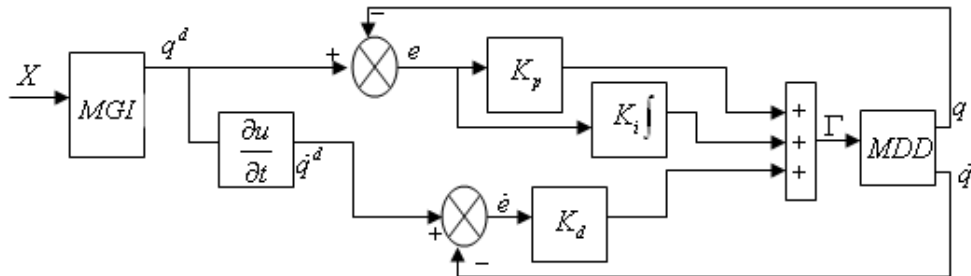 −
q^d
+
e
K_p
q
X
MGI
K_i ∫
+
+
+
Γ
MDD
∂u
∂t
q̇^d
q̇
ė
+
K_d
−